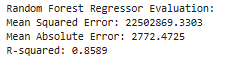 Random Forest Regressor Evaluation:
Mean Squared Error: 22502869.3303
Mean Absolute Error: 2772.4725
R-squared: 0.8589